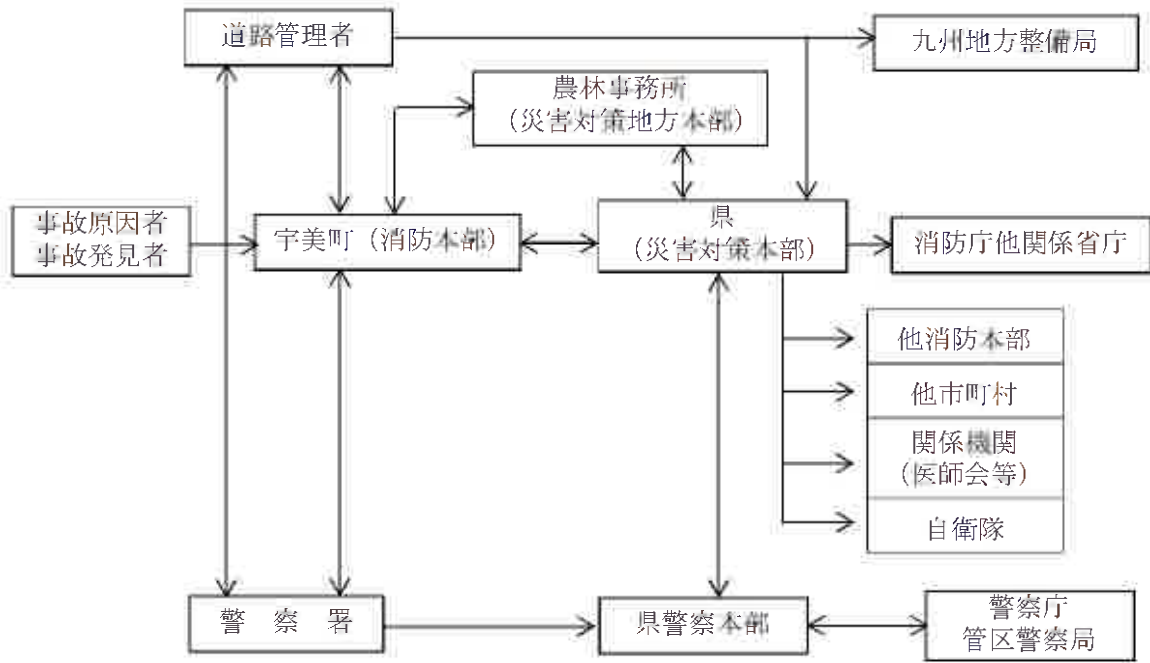 道路管理者
九州地方整備局
農林事務所
（災害対策地方本部）
事故原因者
事故発見者
宇美町（消防本部）
県
（災害対策本部）
消防庁他関係省庁
他消防本部
他市町村
関係機関
（医師会等）
自衛隊
警 察 署
県警察本部
警察庁
管区警察局